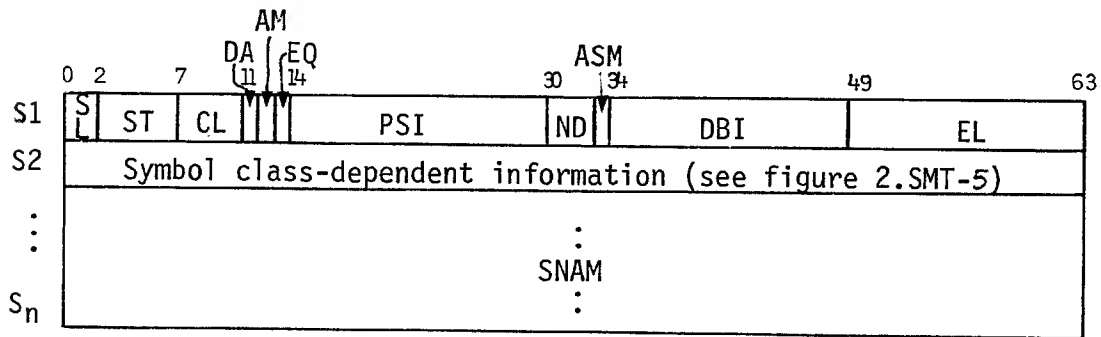 AM
DA EQ ASM
0 2 7 11 14 30 34 49 63
S1 SL ST CL PSI ND DBI EL
S2 Symbol class-dependent information (see figure 2.SMT-5)
SNAM
Sn